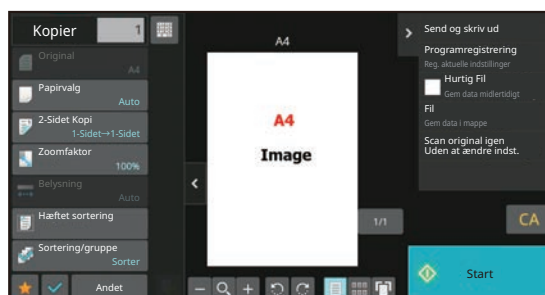 Kopier
1
Original
A4
Papirvalg
Auto
2-Sidet Kopi
1-Sidet→1-Sidet
Zoomfaktor
100%
Belysning
Auto
Hæftet sortering
Sortering/gruppe
Sorter
Andet
A4
A4
Image
1/1
Send og skriv ud
Programregistrering
Reg. aktuelle indstillinger
Hurtig Fil
Gem data midlertidigt
Fil
Gem data i mappe
Scan original igen
Uden at ændre indst.
CA
Start